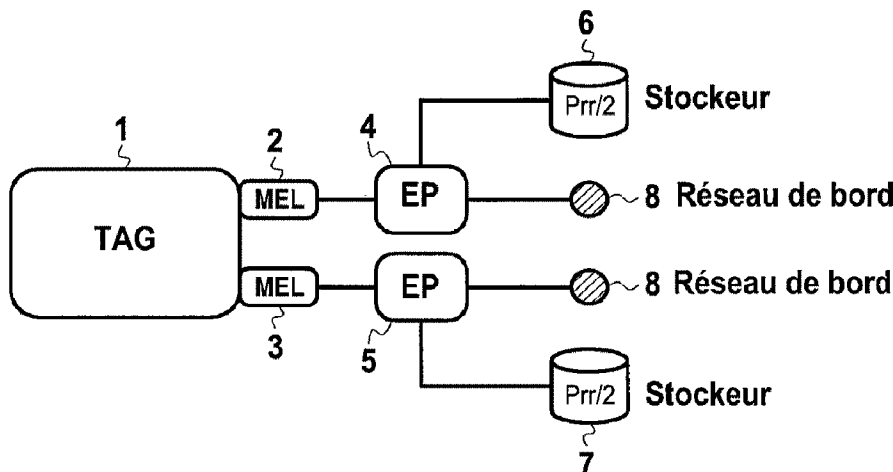 6
Prr/2 Stockeur
1
2
4
MEL
EP
8 Réseau de bord
TAG
MEL
EP
8 Réseau de bord
3
5
Prr/2 Stockeur
7